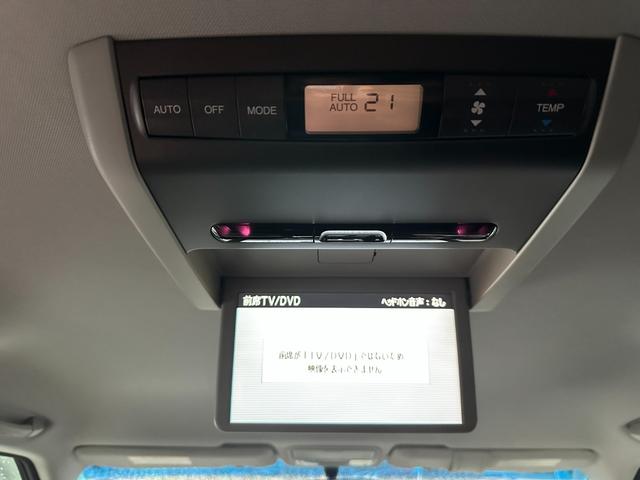 AUTO OFF MODE FULL AUTO 21 TEMP
前席TV/DVD ヘッドホン音声:なし
前席が「TV/DVD」ではないため
映像を表示できません